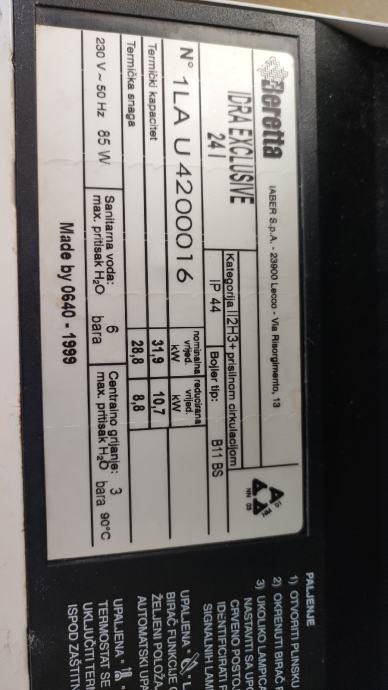 Beretta
IABER S.p.A. - 23900 Lecco - Via Risorgimento, 13
IDRA EXCLUSIVE
24 I
Kategorija II2H3+ prisilnom cirkulacijom
IP 44 Bojler tip: B11 BS
N° 1LA U4200016
nominalna vrijed. kW
reducirana vrijed. kW
Termički kapacitet 31,9 10,7
Termička snaga 28,8 8,8
230 V ~ 50 Hz 85 W
Sanitarna voda: 6
max. pritisak H2O bara
Centralno grijanje: 3
max. pritisak H2O bara 90°C
Made by 0640 - 1999
PALJENJE
1) OTVORITI PLINSKU
2) OKRENUTI BIRAČ
3) UKOLIKO LAMPIC
NASTAVITI SA UPO
CRVENO POSTO
IDENTIFICIRATI
SIGNALNIH LAM
UPALJENA
BIRAČ FUNKCIJE
ŽELJENI POLOŽA
AUTOMATSKI UPA
UPALJENA
TERMOSTAT SE
UKLJUČITI TER
ISPOD ZAŠTITN